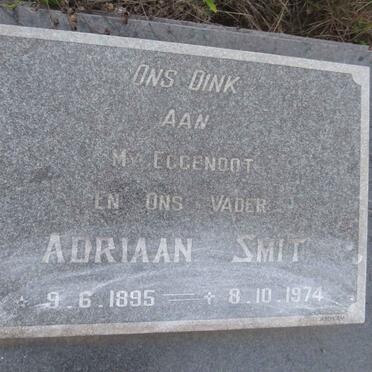 ONS DINK
AAN
MY EGGENOOT
EN ONS VADER
ADRIAAN SMIT
* 9.6.1895 — + 8.10.1974